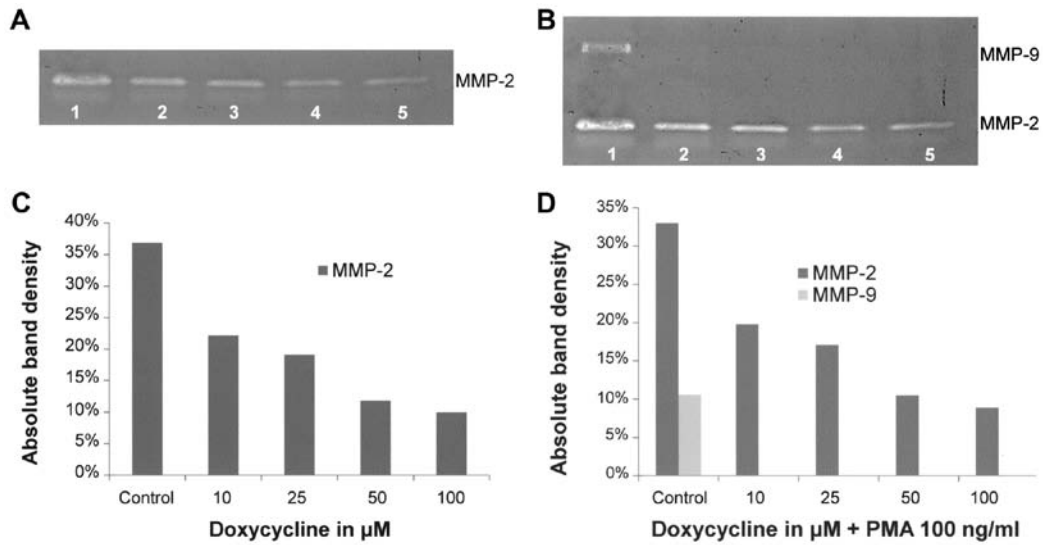 A
MMP-2
1 2 3 4 5
B
MMP-9
MMP-2
1 2 3 4 5
C
40%
35%
30%
25%
20%
15%
10%
5%
0%
Absolute band density
MMP-2
Control 10 25 50 100
Doxycycline in µM
D
35%
30%
25%
20%
15%
10%
5%
0%
Absolute band density
MMP-2
MMP-9
Control 10 25 50 100
Doxycycline in µM + PMA 100 ng/ml